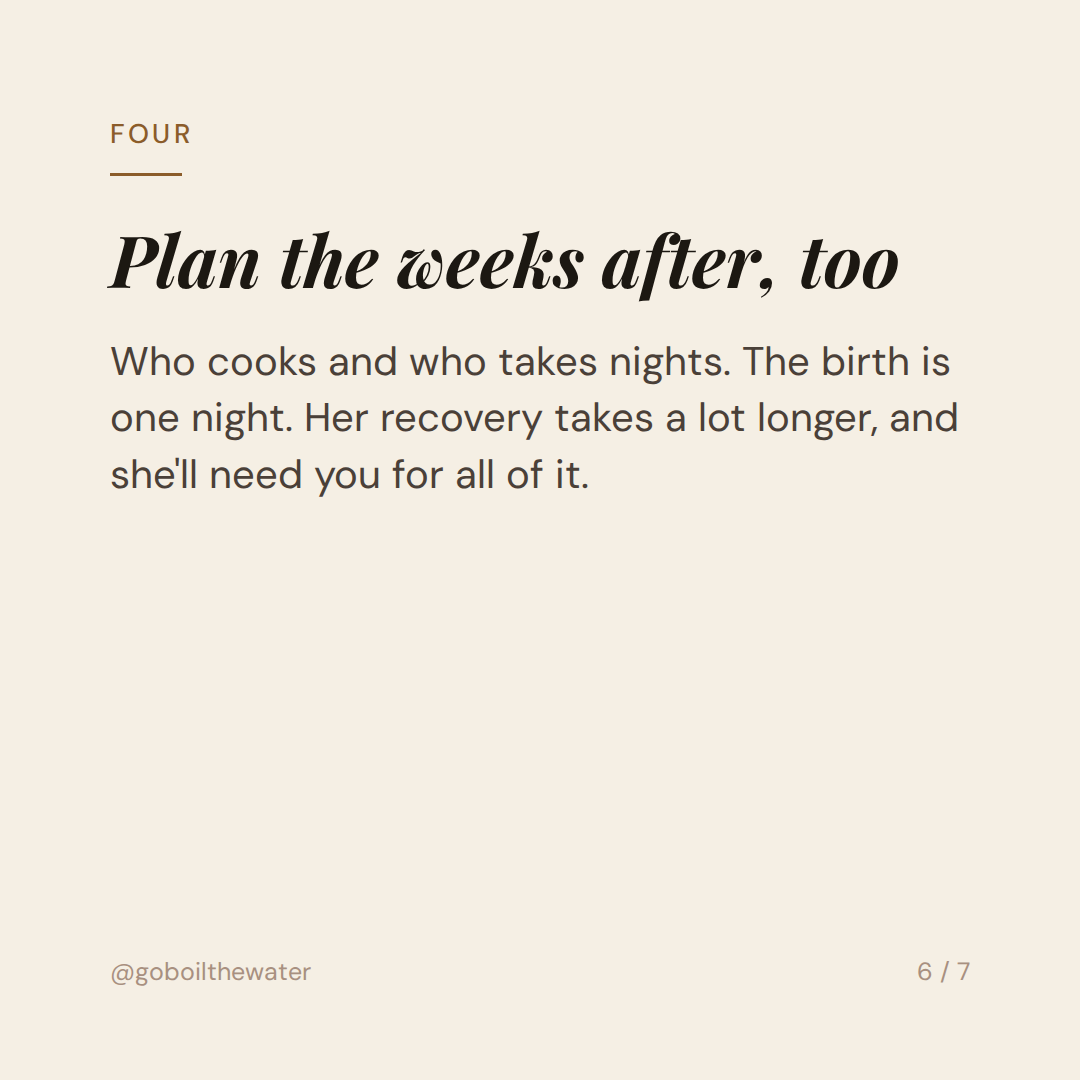 FOUR
Plan the weeks after, too
Who cooks and who takes nights. The birth is
one night. Her recovery takes a lot longer, and
she'll need you for all of it.
@goboilthewater
6 / 7